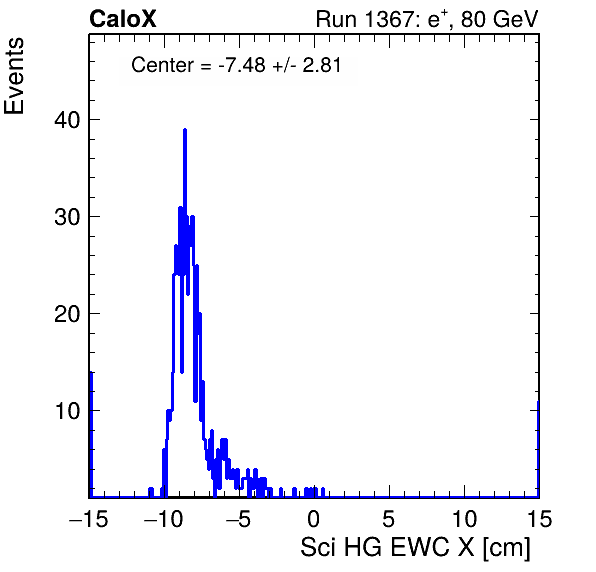 CaloX Run 1367: e+, 80 GeV
Center = -7.48 +/- 2.81
Events
40
30
20
10
−15 −10 −5 0 5 10 15
Sci HG EWC X [cm]